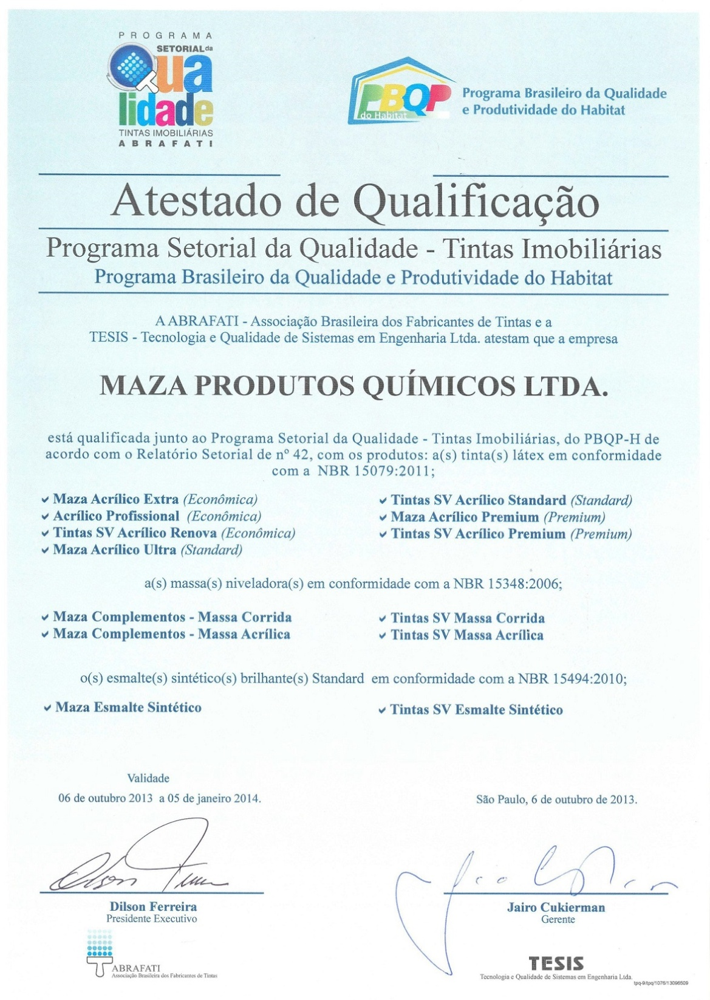 PROGRAMA
SETORIAL da
Qualidade
TINTAS IMOBILIÁRIAS
ABRAFATI
PBQP
do Habitat
Programa Brasileiro da Qualidade
e Produtividade do Habitat
Atestado de Qualificação
Programa Setorial da Qualidade - Tintas Imobiliárias
Programa Brasileiro da Qualidade e Produtividade do Habitat
A ABRAFATI - Associação Brasileira dos Fabricantes de Tintas e a
TESIS - Tecnologia e Qualidade de Sistemas em Engenharia Ltda. atestam que a empresa
MAZA PRODUTOS QUÍMICOS LTDA.
está qualificada junto ao Programa Setorial da Qualidade - Tintas Imobiliárias, do PBQP-H de
acordo com o Relatório Setorial de nº 42, com os produtos: a(s) tinta(s) látex em conformidade
com a NBR 15079:2011;
Maza Acrílico Extra (Econômica)
Acrílico Profissional (Econômica)
Tintas SV Acrílico Renova (Econômica)
Maza Acrílico Ultra (Standard)
Tintas SV Acrílico Standard (Standard)
Maza Acrílico Premium (Premium)
Tintas SV Acrílico Premium (Premium)
a(s) massa(s) niveladora(s) em conformidade com a NBR 15348:2006;
Maza Complementos - Massa Corrida
Maza Complementos - Massa Acrílica
Tintas SV Massa Corrida
Tintas SV Massa Acrílica
o(s) esmalte(s) sintético(s) brilhante(s) Standard em conformidade com a NBR 15494:2010;
Maza Esmalte Sintético
Tintas SV Esmalte Sintético
Validade
06 de outubro 2013 a 05 de janeiro 2014.
São Paulo, 6 de outubro de 2013.
Dilson Ferreira
Presidente Executivo
Jairo Cukierman
Gerente
ABRAFATI
Associação Brasileira dos Fabricantes de Tintas
TESIS
Tecnologia e Qualidade de Sistemas em Engenharia Ltda.
tpq-9/tpq/1076/13096509